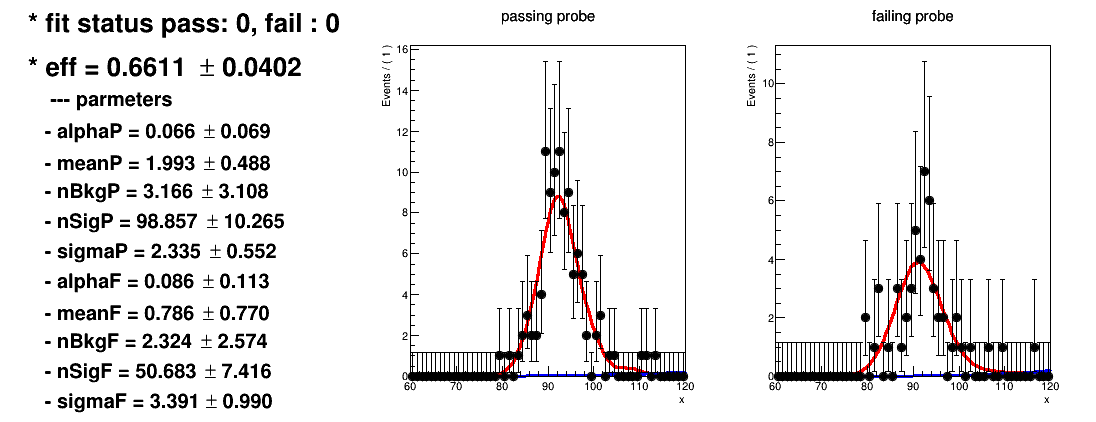 * fit status pass: 0, fail : 0
* eff = 0.6611 ± 0.0402
--- parmeters
- alphaP = 0.066 ± 0.069
- meanP = 1.993 ± 0.488
- nBkgP = 3.166 ± 3.108
- nSigP = 98.857 ± 10.265
- sigmaP = 2.335 ± 0.552
- alphaF = 0.086 ± 0.113
- meanF = 0.786 ± 0.770
- nBkgF = 2.324 ± 2.574
- nSigF = 50.683 ± 7.416
- sigmaF = 3.391 ± 0.990
passing probe
Events / ( 1 )
16
14
12
10
8
6
4
2
0
60 70 80 90 100 110 120
x
failing probe
Events / ( 1 )
10
8
6
4
2
0
60 70 80 90 100 110 120
x